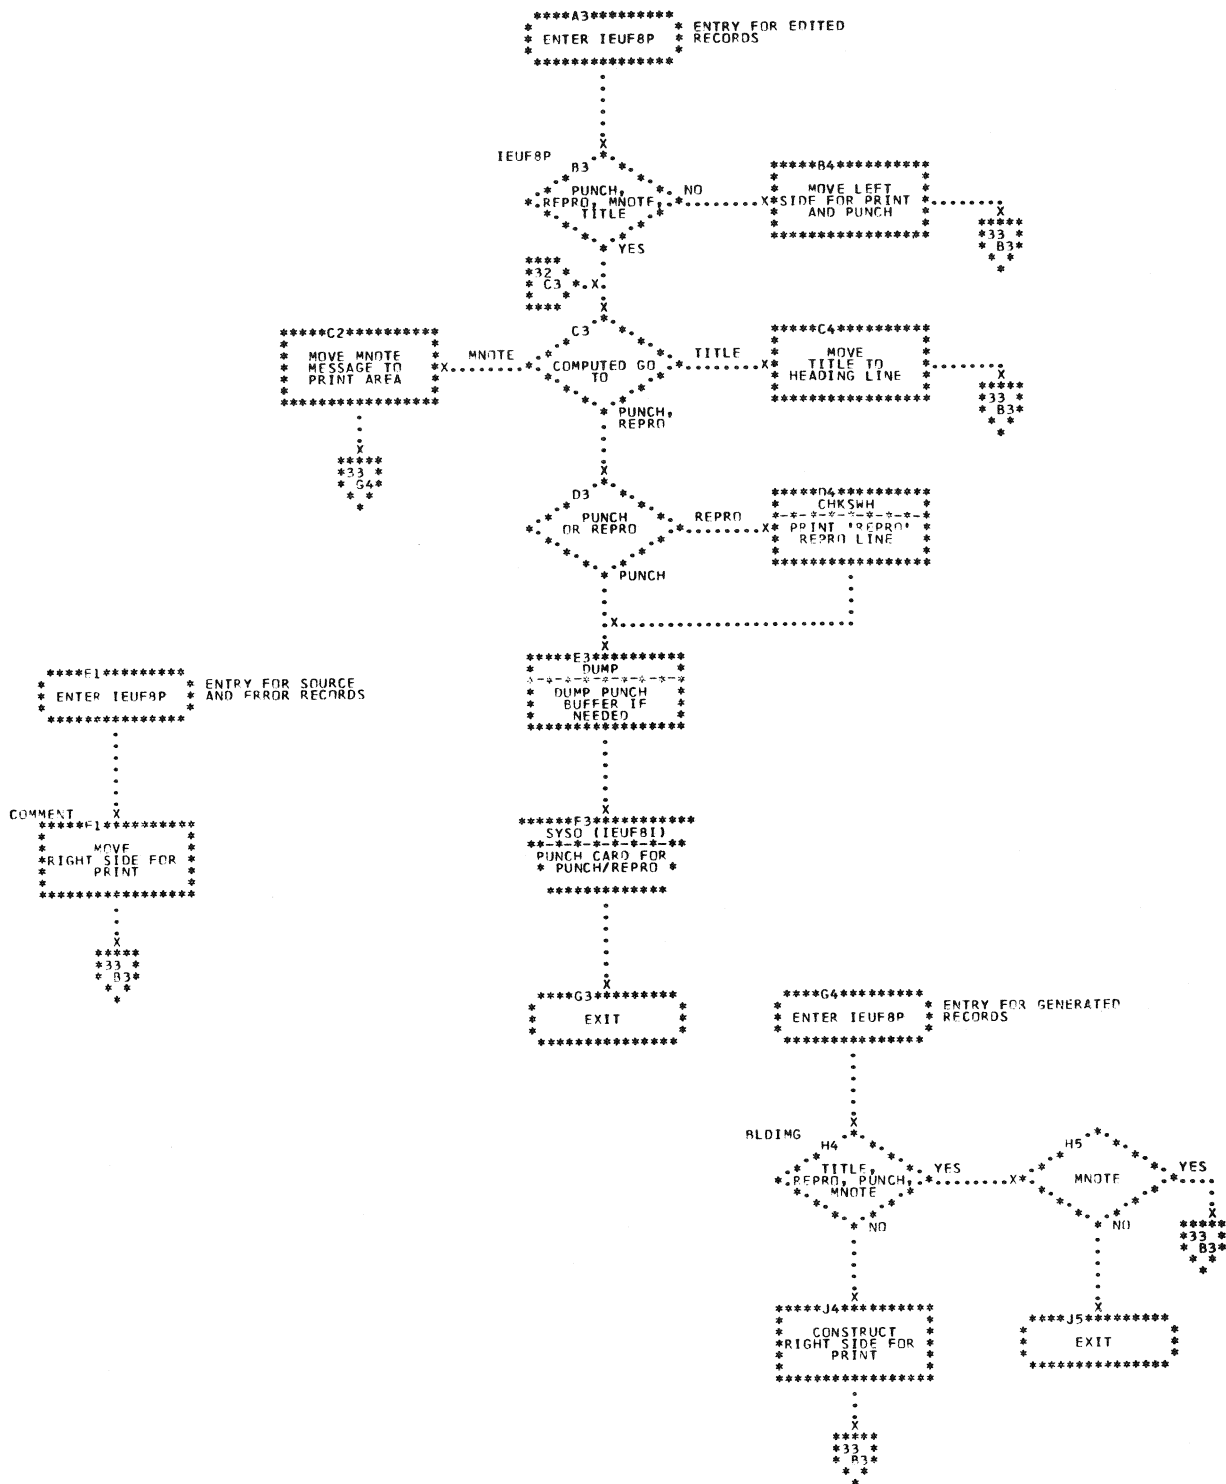 A3
ENTER IEUF8P
ENTRY FOR EDITED
RECORDS
IEUF8P
B3
PUNCH,
REPRO, MNOTE,
TITLE
NO
YES
B4
MOVE LEFT
SIDE FOR PRINT
AND PUNCH
33
B3
32
C3
C3
COMPUTED GO
TO
MNOTE
C2
MOVE MNOTE
MESSAGE TO
PRINT AREA
33
G4
TITLE
C4
MOVE
TITLE TO
HEADING LINE
33
B3
PUNCH,
REPRO
D3
PUNCH
OR REPRO
REPRO
D4
CHKSWH
PRINT 'REPRO'
REPRO LINE
PUNCH
E3
DUMP
DUMP PUNCH
BUFFER IF
NEEDED
E1
ENTER IEUF8P
ENTRY FOR SOURCE
AND ERROR RECORDS
COMMENT
F1
MOVE
RIGHT SIDE FOR
PRINT
33
B3
F3
SYSO (IEUF8I)
PUNCH CARD FOR
PUNCH/REPRO
G3
EXIT
G4
ENTER IEUF8P
ENTRY FOR GENERATED
RECORDS
BLDIMG
H4
TITLE,
REPRO, PUNCH,
MNOTE
YES
NO
H5
MNOTE
YES
33
B3
NO
J4
CONSTRUCT
RIGHT SIDE FOR
PRINT
J5
EXIT
33
B3